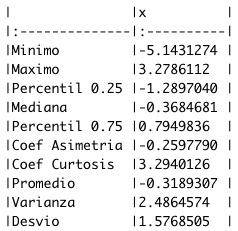 |               |x          |
|:--------------|:----------|
|Minimo         |-5.1431274 |
|Maximo         |3.2786112  |
|Percentil 0.25 |-1.2897040 |
|Mediana        |-0.3684681 |
|Percentil 0.75 |0.7949836  |
|Coef Asimetria |-0.2597790 |
|Coef Curtosis  |3.2940126  |
|Promedio       |-0.3189307 |
|Varianza       |2.4864574  |
|Desvio         |1.5768505  |